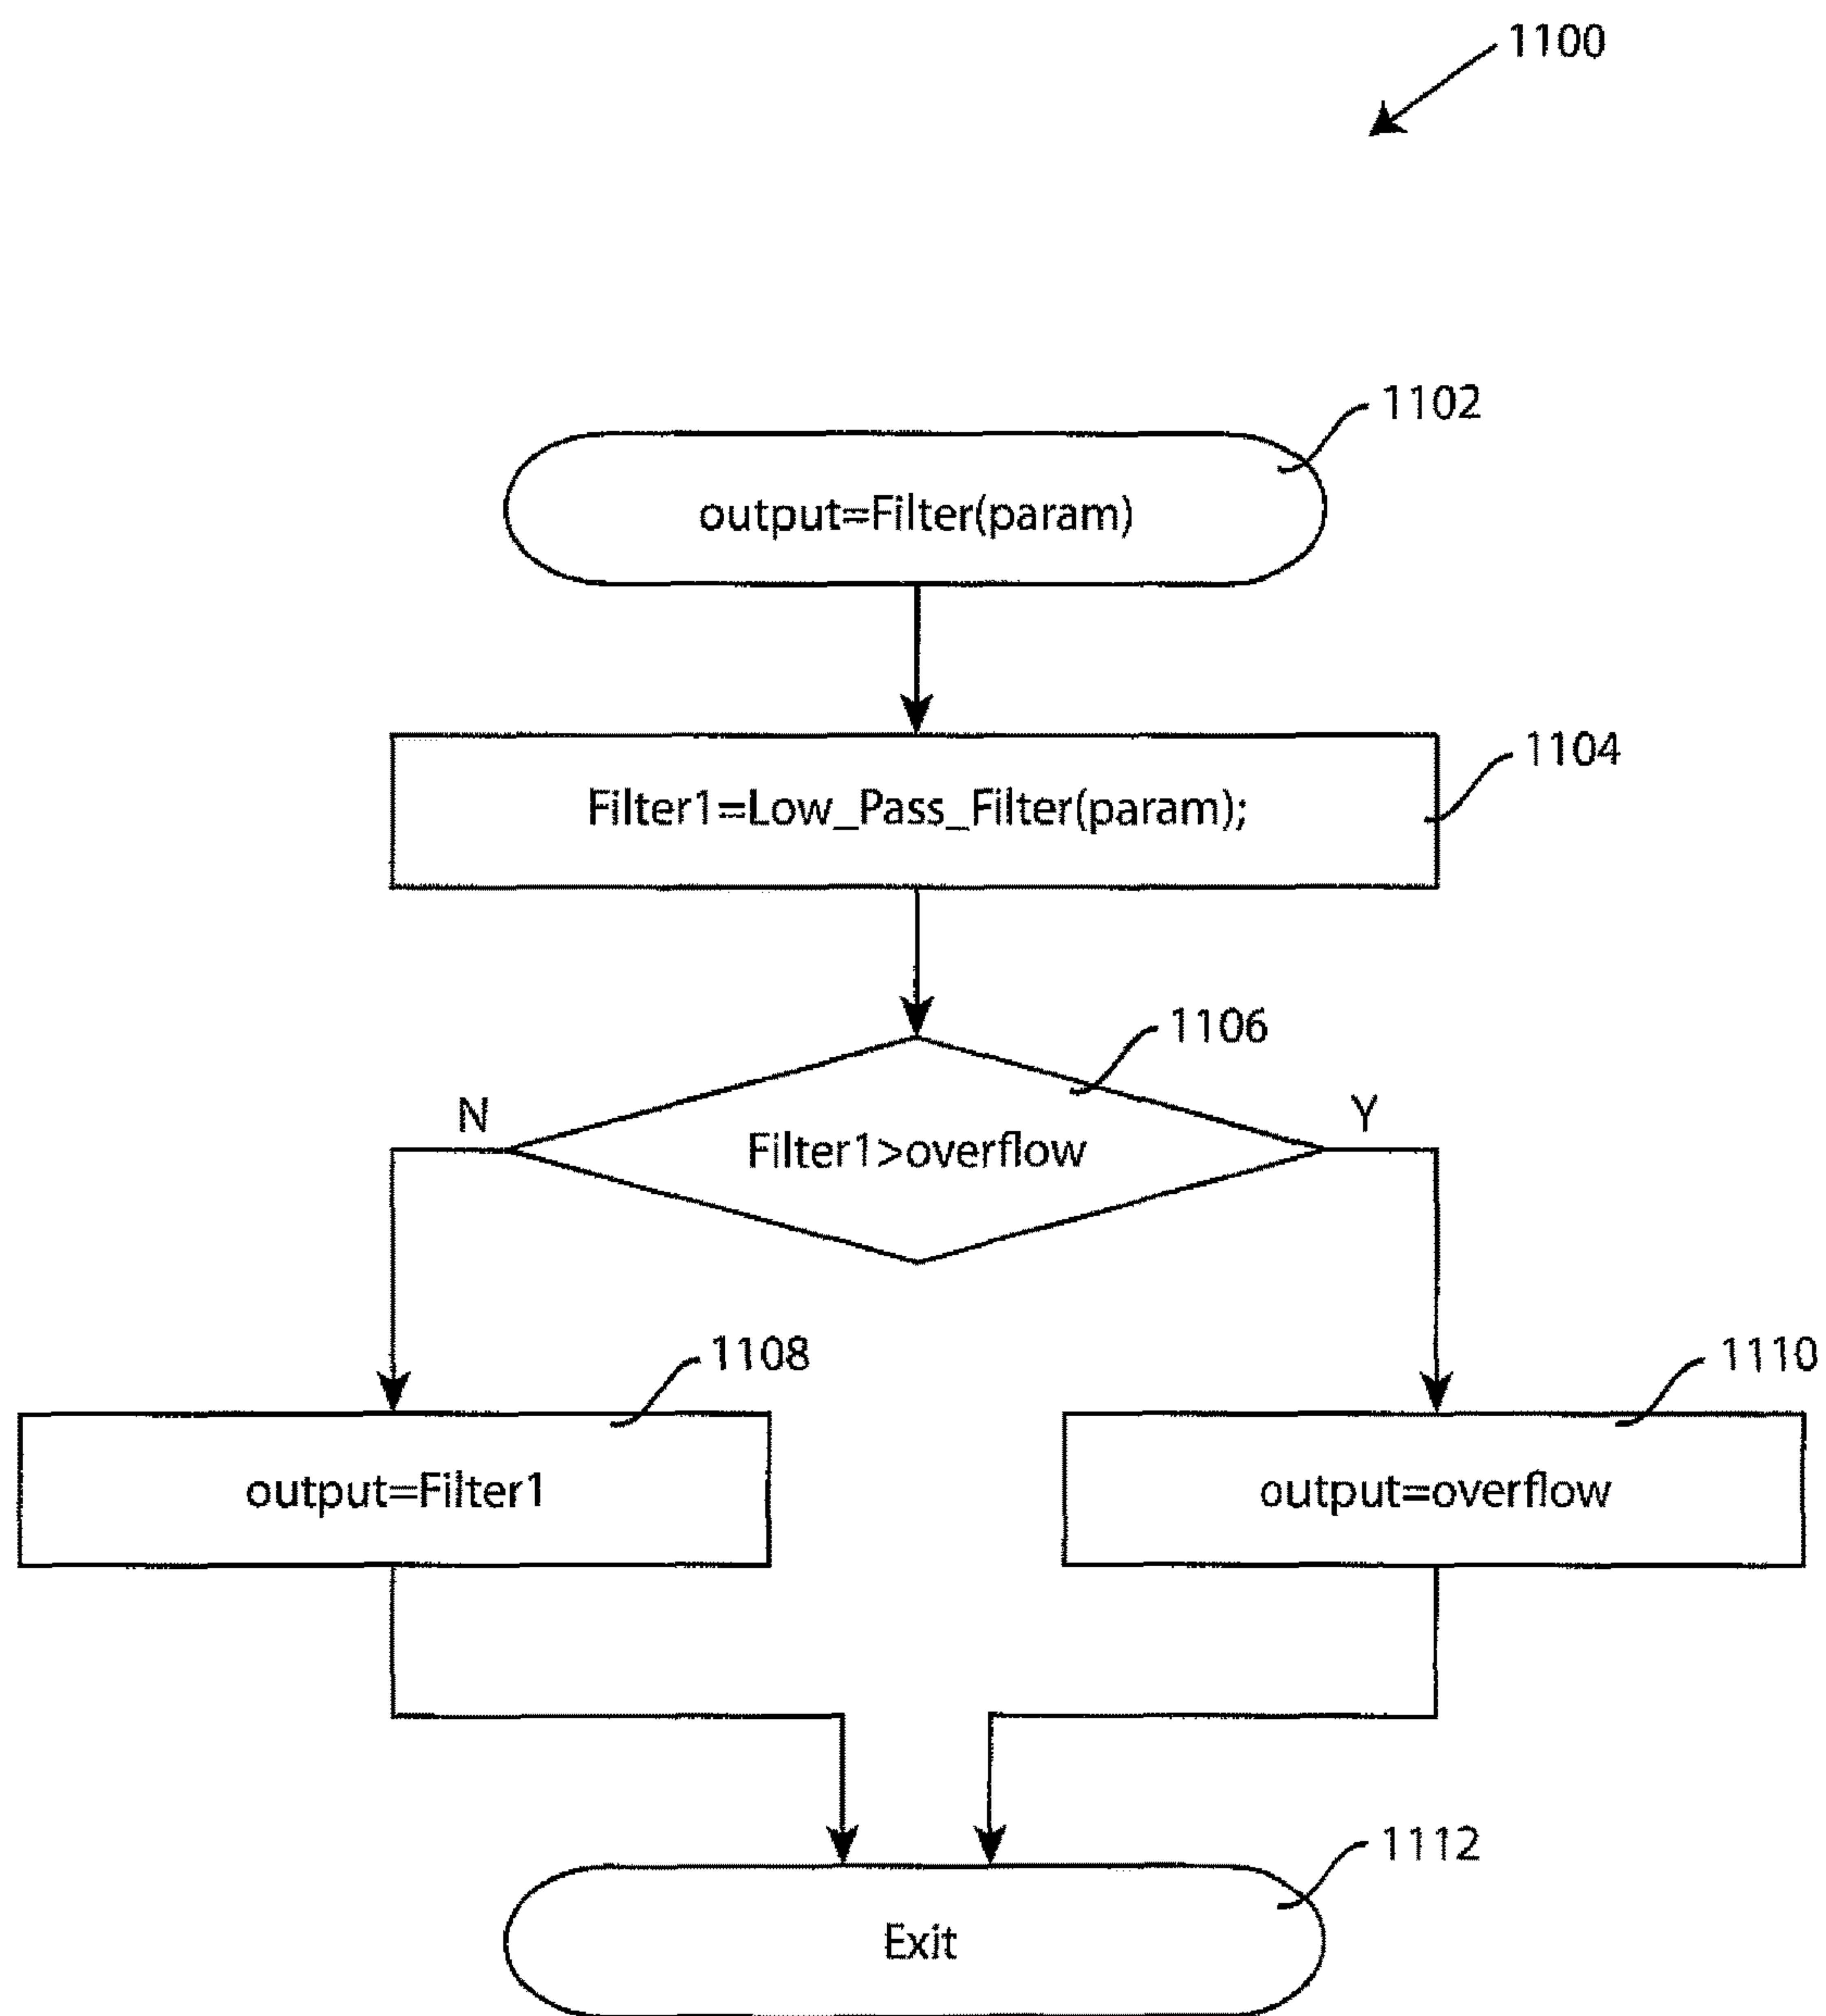 1100
1102
output=Filter(param)
1104
Filter1=Low_Pass_Filter(param);
1106
N
Filter1>overflow
Y
1108
output=Filter1
1110
output=overflow
1112
Exit